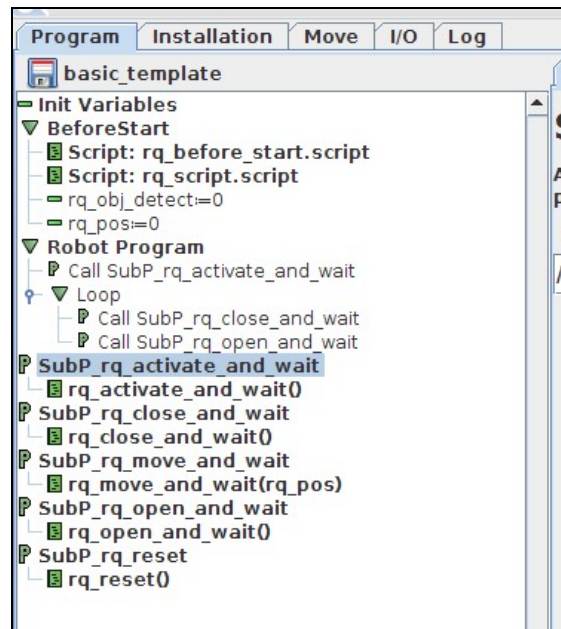 Program Installation Move I/O Log
basic_template
Init Variables
BeforeStart
Script: rq_before_start.script
Script: rq_script.script
rq_obj_detect:=0
rq_pos:=0
Robot Program
Call SubP_rq_activate_and_wait
Loop
Call SubP_rq_close_and_wait
Call SubP_rq_open_and_wait
SubP_rq_activate_and_wait
rq_activate_and_wait()
SubP_rq_close_and_wait
rq_close_and_wait()
SubP_rq_move_and_wait
rq_move_and_wait(rq_pos)
SubP_rq_open_and_wait
rq_open_and_wait()
SubP_rq_reset
rq_reset()